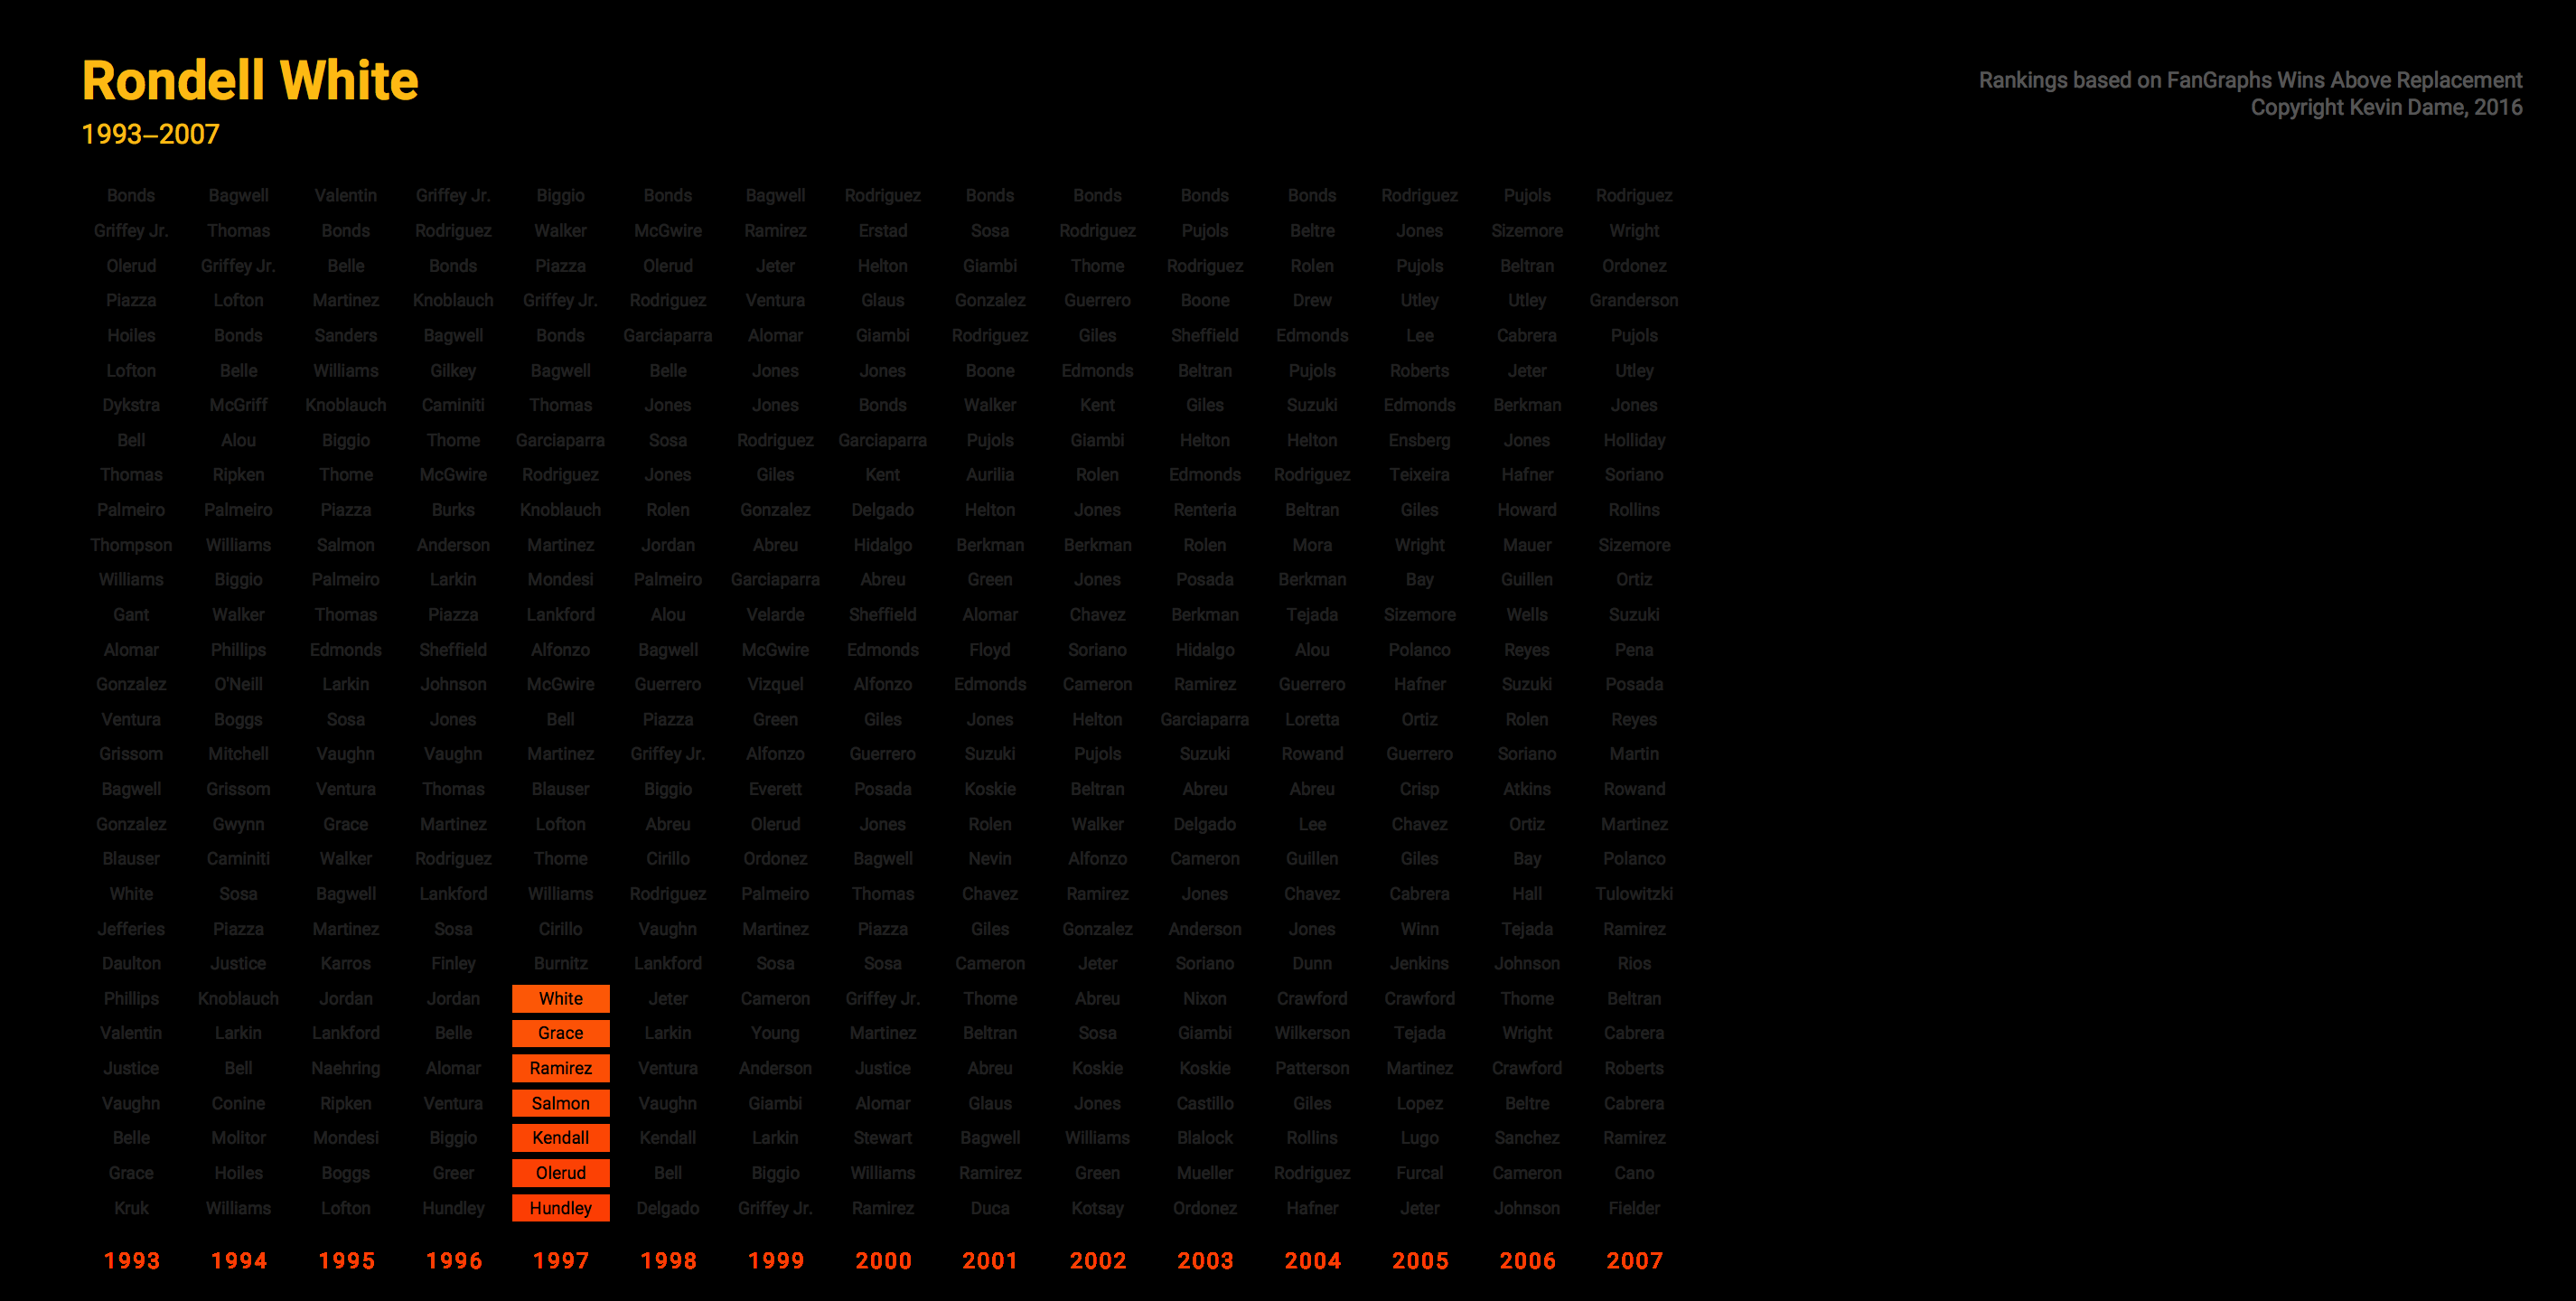 Rondell White
1993–2007
Rankings based on FanGraphs Wins Above Replacement
Copyright Kevin Dame, 2016
Bonds Bagwell Valentin Griffey Jr. Biggio Bonds Bagwell Rodriguez Bonds Bonds Bonds Bonds Rodriguez Pujols Rodriguez
Griffey Jr. Thomas Bonds Rodriguez Walker McGwire Ramirez Erstad Sosa Rodriguez Pujols Beltre Jones Sizemore Wright
Olerud Griffey Jr. Belle Bonds Piazza Olerud Jeter Helton Giambi Thome Rodriguez Rolen Pujols Beltran Ordonez
Piazza Lofton Martinez Knoblauch Griffey Jr. Rodriguez Ventura Glaus Gonzalez Guerrero Boone Drew Utley Utley Granderson
Hoiles Bonds Sanders Bagwell Bonds Garciaparra Alomar Giambi Rodriguez Giles Sheffield Edmonds Lee Cabrera Pujols
Lofton Belle Williams Gilkey Bagwell Belle Jones Jones Boone Edmonds Beltran Pujols Roberts Jeter Utley
Dykstra McGriff Knoblauch Caminiti Thomas Jones Jones Bonds Walker Kent Giles Suzuki Edmonds Berkman Jones
Bell Alou Biggio Thome Garciaparra Sosa Rodriguez Garciaparra Pujols Giambi Helton Helton Ensberg Jones Holliday
Thomas Ripken Thome McGwire Rodriguez Jones Giles Kent Aurilia Rolen Edmonds Rodriguez Teixeira Hafner Soriano
Palmeiro Palmeiro Piazza Burks Knoblauch Rolen Gonzalez Delgado Helton Jones Renteria Beltran Giles Howard Rollins
Thompson Williams Salmon Anderson Martinez Jordan Abreu Hidalgo Berkman Berkman Rolen Mora Wright Mauer Sizemore
Williams Biggio Palmeiro Larkin Mondesi Palmeiro Garciaparra Abreu Green Jones Posada Berkman Bay Guillen Ortiz
Gant Walker Thomas Piazza Lankford Alou Velarde Sheffield Alomar Chavez Berkman Tejada Sizemore Wells Suzuki
Alomar Phillips Edmonds Sheffield Alfonzo Bagwell McGwire Edmonds Floyd Soriano Hidalgo Alou Polanco Reyes Pena
Gonzalez O'Neill Larkin Johnson McGwire Guerrero Vizquel Alfonzo Edmonds Cameron Ramirez Guerrero Hafner Suzuki Posada
Ventura Boggs Sosa Jones Bell Piazza Green Giles Jones Helton Garciaparra Loretta Ortiz Rolen Reyes
Grissom Mitchell Vaughn Vaughn Martinez Griffey Jr. Alfonzo Guerrero Suzuki Pujols Suzuki Rowand Guerrero Soriano Martin
Bagwell Grissom Ventura Thomas Blauser Biggio Everett Posada Koskie Beltran Abreu Abreu Crisp Atkins Rowand
Gonzalez Gwynn Grace Martinez Lofton Abreu Olerud Jones Rolen Walker Delgado Lee Chavez Ortiz Martinez
Blauser Caminiti Walker Rodriguez Thome Cirillo Ordonez Bagwell Nevin Alfonzo Cameron Guillen Giles Bay Polanco
White Sosa Bagwell Lankford Williams Rodriguez Palmeiro Thomas Chavez Ramirez Jones Chavez Cabrera Hall Tulowitzki
Jefferies Piazza Martinez Sosa Cirillo Vaughn Martinez Piazza Giles Gonzalez Anderson Jones Winn Tejada Ramirez
Daulton Justice Karros Finley Burnitz Lankford Sosa Sosa Cameron Jeter Soriano Dunn Jenkins Johnson Rios
Phillips Knoblauch Jordan Jordan White Jeter Cameron Griffey Jr. Thome Abreu Nixon Crawford Crawford Thome Beltran
Valentin Larkin Lankford Belle Grace Larkin Young Martinez Beltran Sosa Giambi Wilkerson Tejada Wright Cabrera
Justice Bell Naehring Alomar Ramirez Ventura Anderson Justice Abreu Koskie Koskie Patterson Martinez Crawford Roberts
Vaughn Conine Ripken Ventura Salmon Vaughn Giambi Alomar Glaus Jones Castillo Giles Lopez Beltre Cabrera
Belle Molitor Mondesi Biggio Kendall Kendall Larkin Stewart Bagwell Williams Blalock Rollins Lugo Sanchez Ramirez
Grace Hoiles Boggs Greer Olerud Bell Biggio Williams Ramirez Green Mueller Rodriguez Furcal Cameron Cano
Kruk Williams Lofton Hundley Hundley Delgado Griffey Jr. Ramirez Duca Kotsay Ordonez Hafner Jeter Johnson Fielder
1993 1994 1995 1996 1997 1998 1999 2000 2001 2002 2003 2004 2005 2006 2007